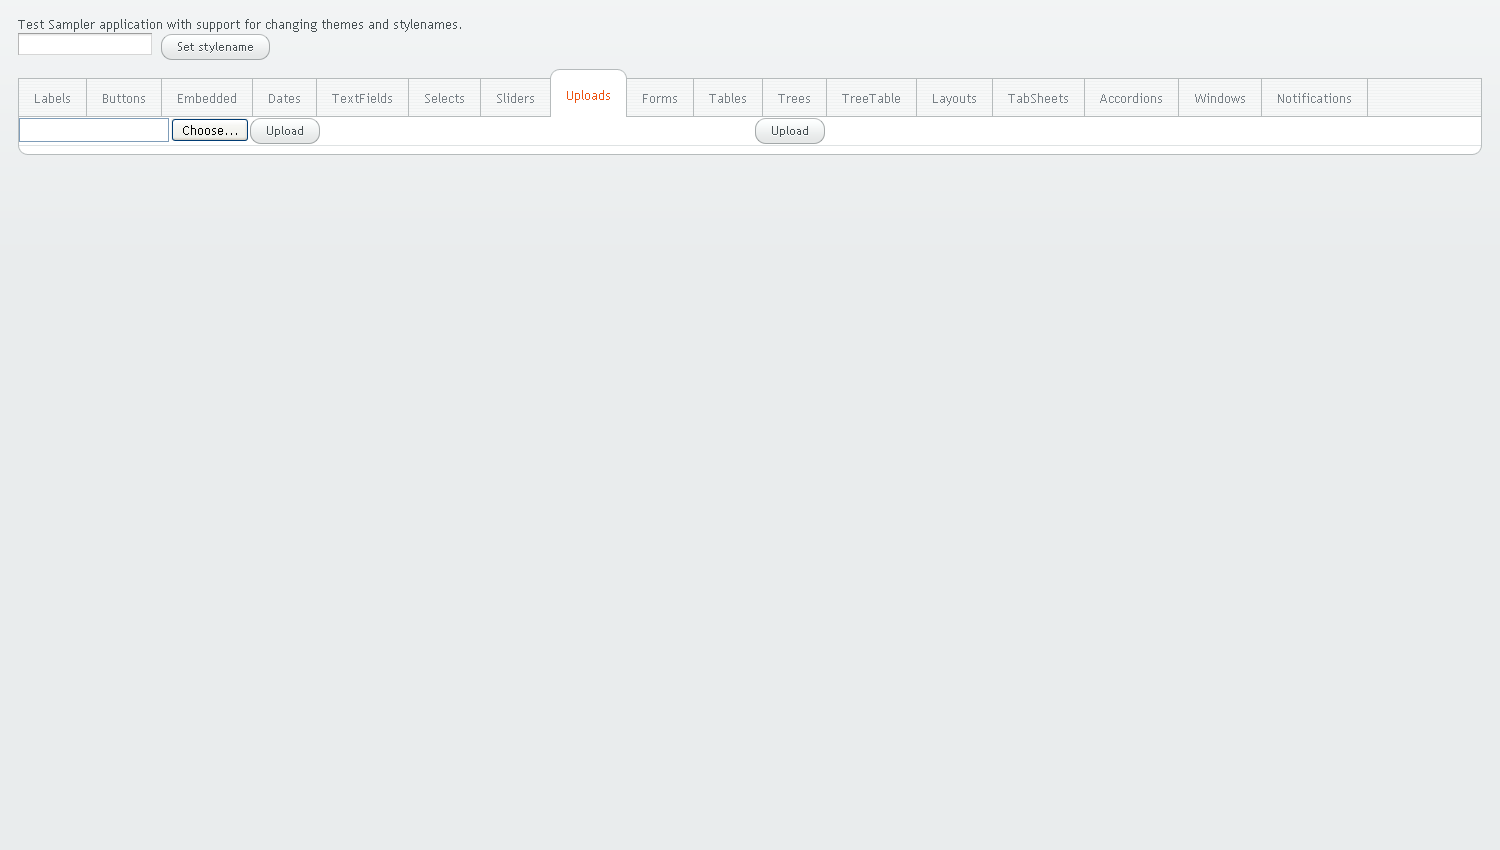 Test Sampler application with support for changing themes and stylenames.
Set stylename
Labels Buttons Embedded Dates TextFields Selects Sliders Uploads Forms Tables Trees TreeTable Layouts TabSheets Accordions Windows Notifications
Choose... Upload Upload